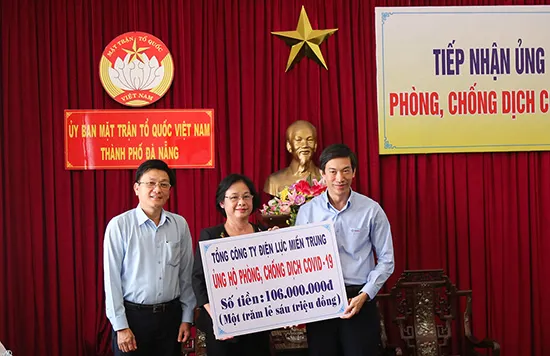 MẶT TRẬN TỔ QUỐC
VIỆT NAM
ỦY BAN MẶT TRẬN TỔ QUỐC VIỆT NAM
THÀNH PHỐ ĐÀ NẴNG
TIẾP NHẬN ỦNG
PHÒNG, CHỐNG DỊCH CO
TỔNG CÔNG TY ĐIỆN LỰC MIỀN TRUNG
ỦNG HỘ PHÒNG, CHỐNG DỊCH COVID-19
Số tiền: 106.000.000đ
(Một trăm lẻ sáu triệu đồng)